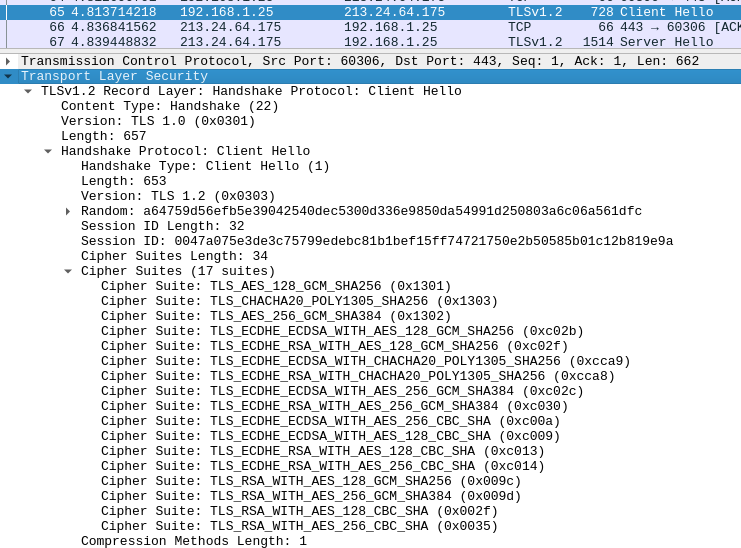 65 4.813714218 192.168.1.25 213.24.64.175 TLSv1.2 728 Client Hello
66 4.836841562 213.24.64.175 192.168.1.25 TCP 66 443 → 60306 [ACK
67 4.839448832 213.24.64.175 192.168.1.25 TLSv1.2 1514 Server Hello
Transmission Control Protocol, Src Port: 60306, Dst Port: 443, Seq: 1, Ack: 1, Len: 662
Transport Layer Security
TLSv1.2 Record Layer: Handshake Protocol: Client Hello
Content Type: Handshake (22)
Version: TLS 1.0 (0x0301)
Length: 657
Handshake Protocol: Client Hello
Handshake Type: Client Hello (1)
Length: 653
Version: TLS 1.2 (0x0303)
Random: a64759d56efb5e39042540dec5300d336e9850da54991d250803a6c06a561dfc
Session ID Length: 32
Session ID: 0047a075e3de3c75799edebc81b1bef15ff74721750e2b50585b01c12b819e9a
Cipher Suites Length: 34
Cipher Suites (17 suites)
Cipher Suite: TLS_AES_128_GCM_SHA256 (0x1301)
Cipher Suite: TLS_CHACHA20_POLY1305_SHA256 (0x1303)
Cipher Suite: TLS_AES_256_GCM_SHA384 (0x1302)
Cipher Suite: TLS_ECDHE_ECDSA_WITH_AES_128_GCM_SHA256 (0xc02b)
Cipher Suite: TLS_ECDHE_RSA_WITH_AES_128_GCM_SHA256 (0xc02f)
Cipher Suite: TLS_ECDHE_ECDSA_WITH_CHACHA20_POLY1305_SHA256 (0xcca9)
Cipher Suite: TLS_ECDHE_RSA_WITH_CHACHA20_POLY1305_SHA256 (0xcca8)
Cipher Suite: TLS_ECDHE_ECDSA_WITH_AES_256_GCM_SHA384 (0xc02c)
Cipher Suite: TLS_ECDHE_RSA_WITH_AES_256_GCM_SHA384 (0xc030)
Cipher Suite: TLS_ECDHE_ECDSA_WITH_AES_256_CBC_SHA (0xc00a)
Cipher Suite: TLS_ECDHE_ECDSA_WITH_AES_128_CBC_SHA (0xc009)
Cipher Suite: TLS_ECDHE_RSA_WITH_AES_128_CBC_SHA (0xc013)
Cipher Suite: TLS_ECDHE_RSA_WITH_AES_256_CBC_SHA (0xc014)
Cipher Suite: TLS_RSA_WITH_AES_128_GCM_SHA256 (0x009c)
Cipher Suite: TLS_RSA_WITH_AES_256_GCM_SHA384 (0x009d)
Cipher Suite: TLS_RSA_WITH_AES_128_CBC_SHA (0x002f)
Cipher Suite: TLS_RSA_WITH_AES_256_CBC_SHA (0x0035)
Compression Methods Length: 1